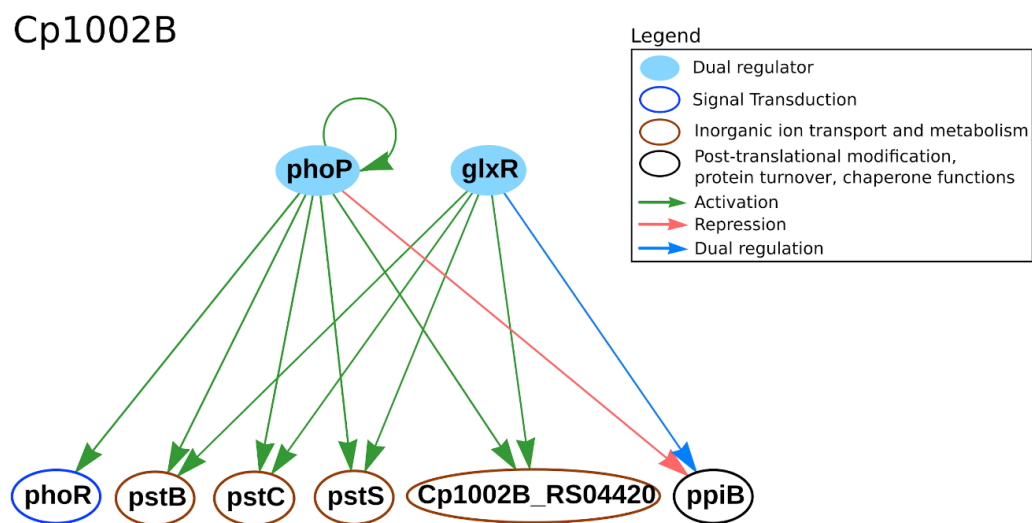 Cp1002B
Legend
Dual regulator
Signal Transduction
Inorganic ion transport and metabolism
Post-translational modification,
protein turnover, chaperone functions
Activation
Repression
Dual regulation
phoP
glxR
phoR
pstB
pstC
pstS
Cp1002B_RS04420
ppiB